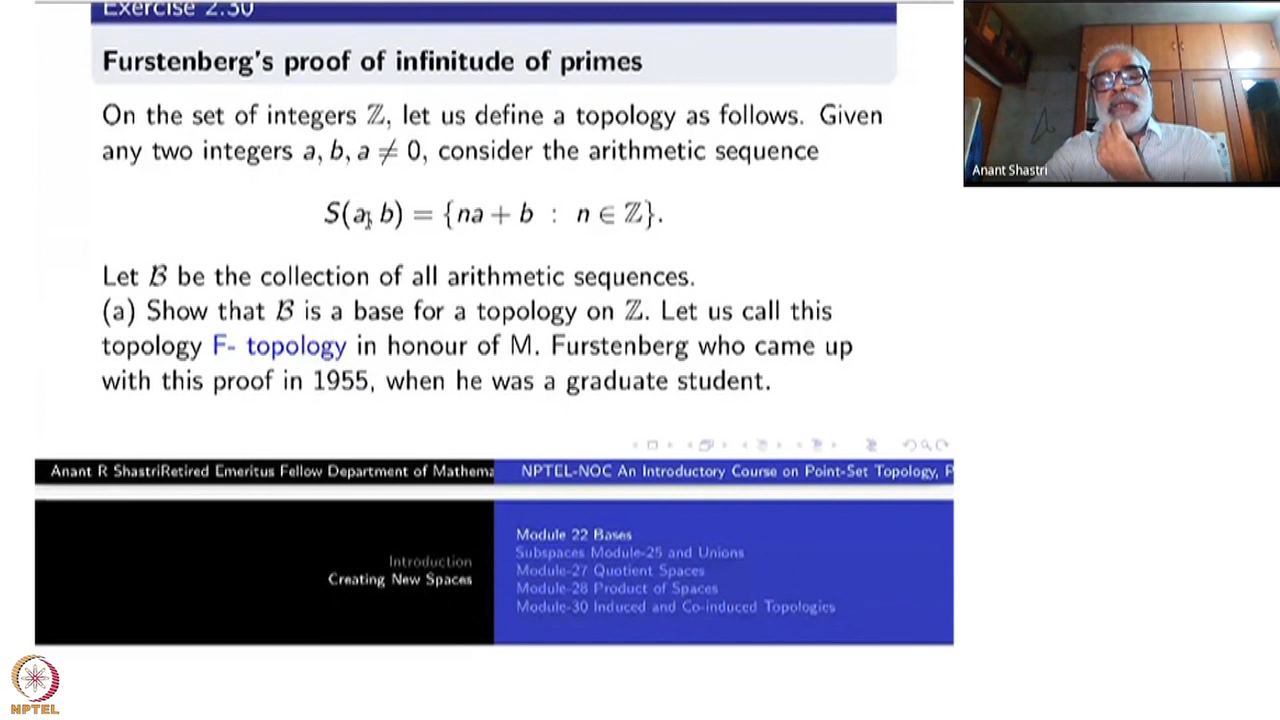 Exercise 2.30
Furstenberg's proof of infinitude of primes
On the set of integers ℤ, let us define a topology as follows. Given
any two integers a, b, a ≠ 0, consider the arithmetic sequence
S(a, b) = {na + b : n ∈ ℤ}.
Let ℬ be the collection of all arithmetic sequences.
(a) Show that ℬ is a base for a topology on ℤ. Let us call this
topology F- topology in honour of M. Furstenberg who came up
with this proof in 1955, when he was a graduate student.
Anant Shastri
Anant R ShastriRetired Emeritus Fellow Department of Mathema
NPTEL-NOC An Introductory Course on Point-Set Topology, P
Introduction
Creating New Spaces
Module 22 Bases
Subspaces Module-25 and Unions
Module-27 Quotient Spaces
Module-28 Product of Spaces
Module-30 Induced and Co-induced Topologies
NPTEL